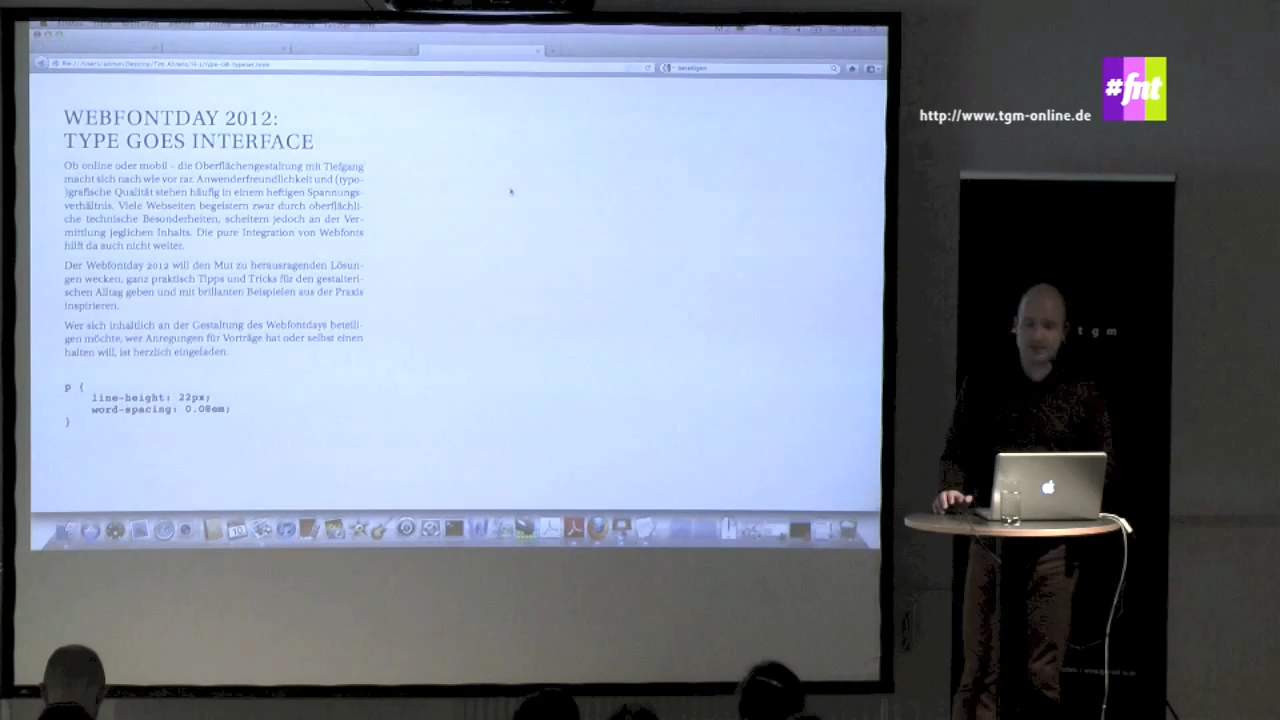 WEBFONTDAY 2012:
TYPE GOES INTERFACE
Ob online oder mobil – die Oberflächengestaltung mit Tiefgang
macht sich nach wie vor rar. Anwenderfreundlichkeit und (typo-
)grafische Qualität stehen häufig in einem heftigen Spannungs-
verhältnis. Viele Webseiten begeistern zwar durch oberflächli-
che technische Besonderheiten, scheitern jedoch an der Ver-
mittlung jeglichen Inhalts. Die pure Integration von Webfonts
hilft da auch nicht weiter.
Der Webfontday 2012 will den Mut zu herausragenden Lösun-
gen wecken, ganz praktisch Tipps und Tricks für den gestalteri-
schen Alltag geben und mit brillanten Beispielen aus der Praxis
inspirieren.
Wer sich inhaltlich an der Gestaltung des Webfontdays beteili-
gen möchte, wer Anregungen für Vorträge hat oder selbst einen
halten will, ist herzlich eingeladen.
p {
line-height: 22px;
word-spacing: 0.08em;
}
http://www.tgm-online.de
#fnt
t g m